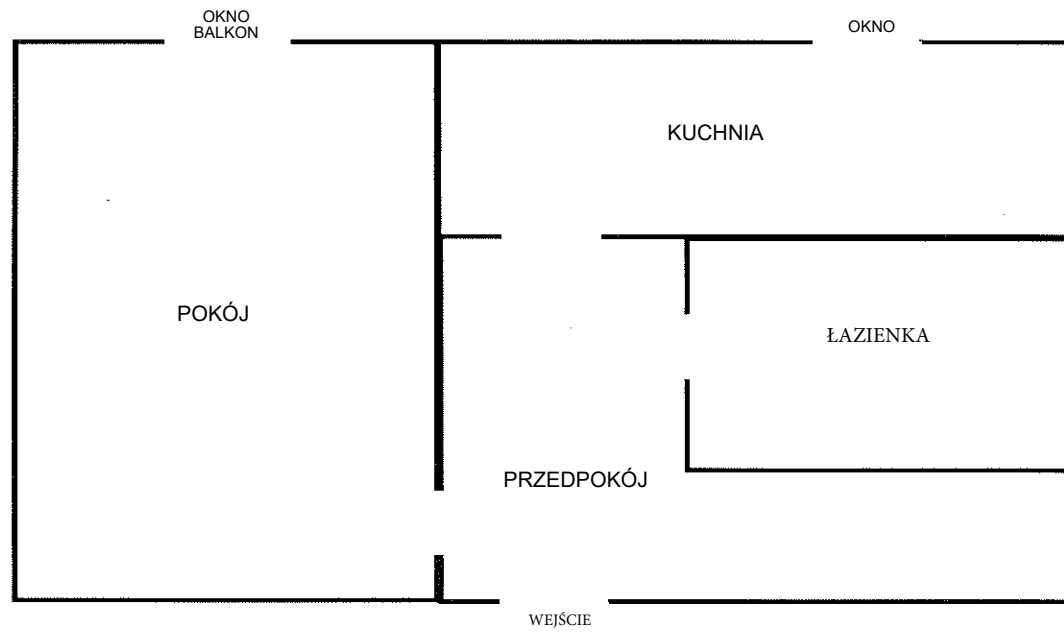 OKNO
BALKON
OKNO
KUCHNIA
POKÓJ
ŁAZIENKA
PRZEDPOKÓJ
WEJŚCIE